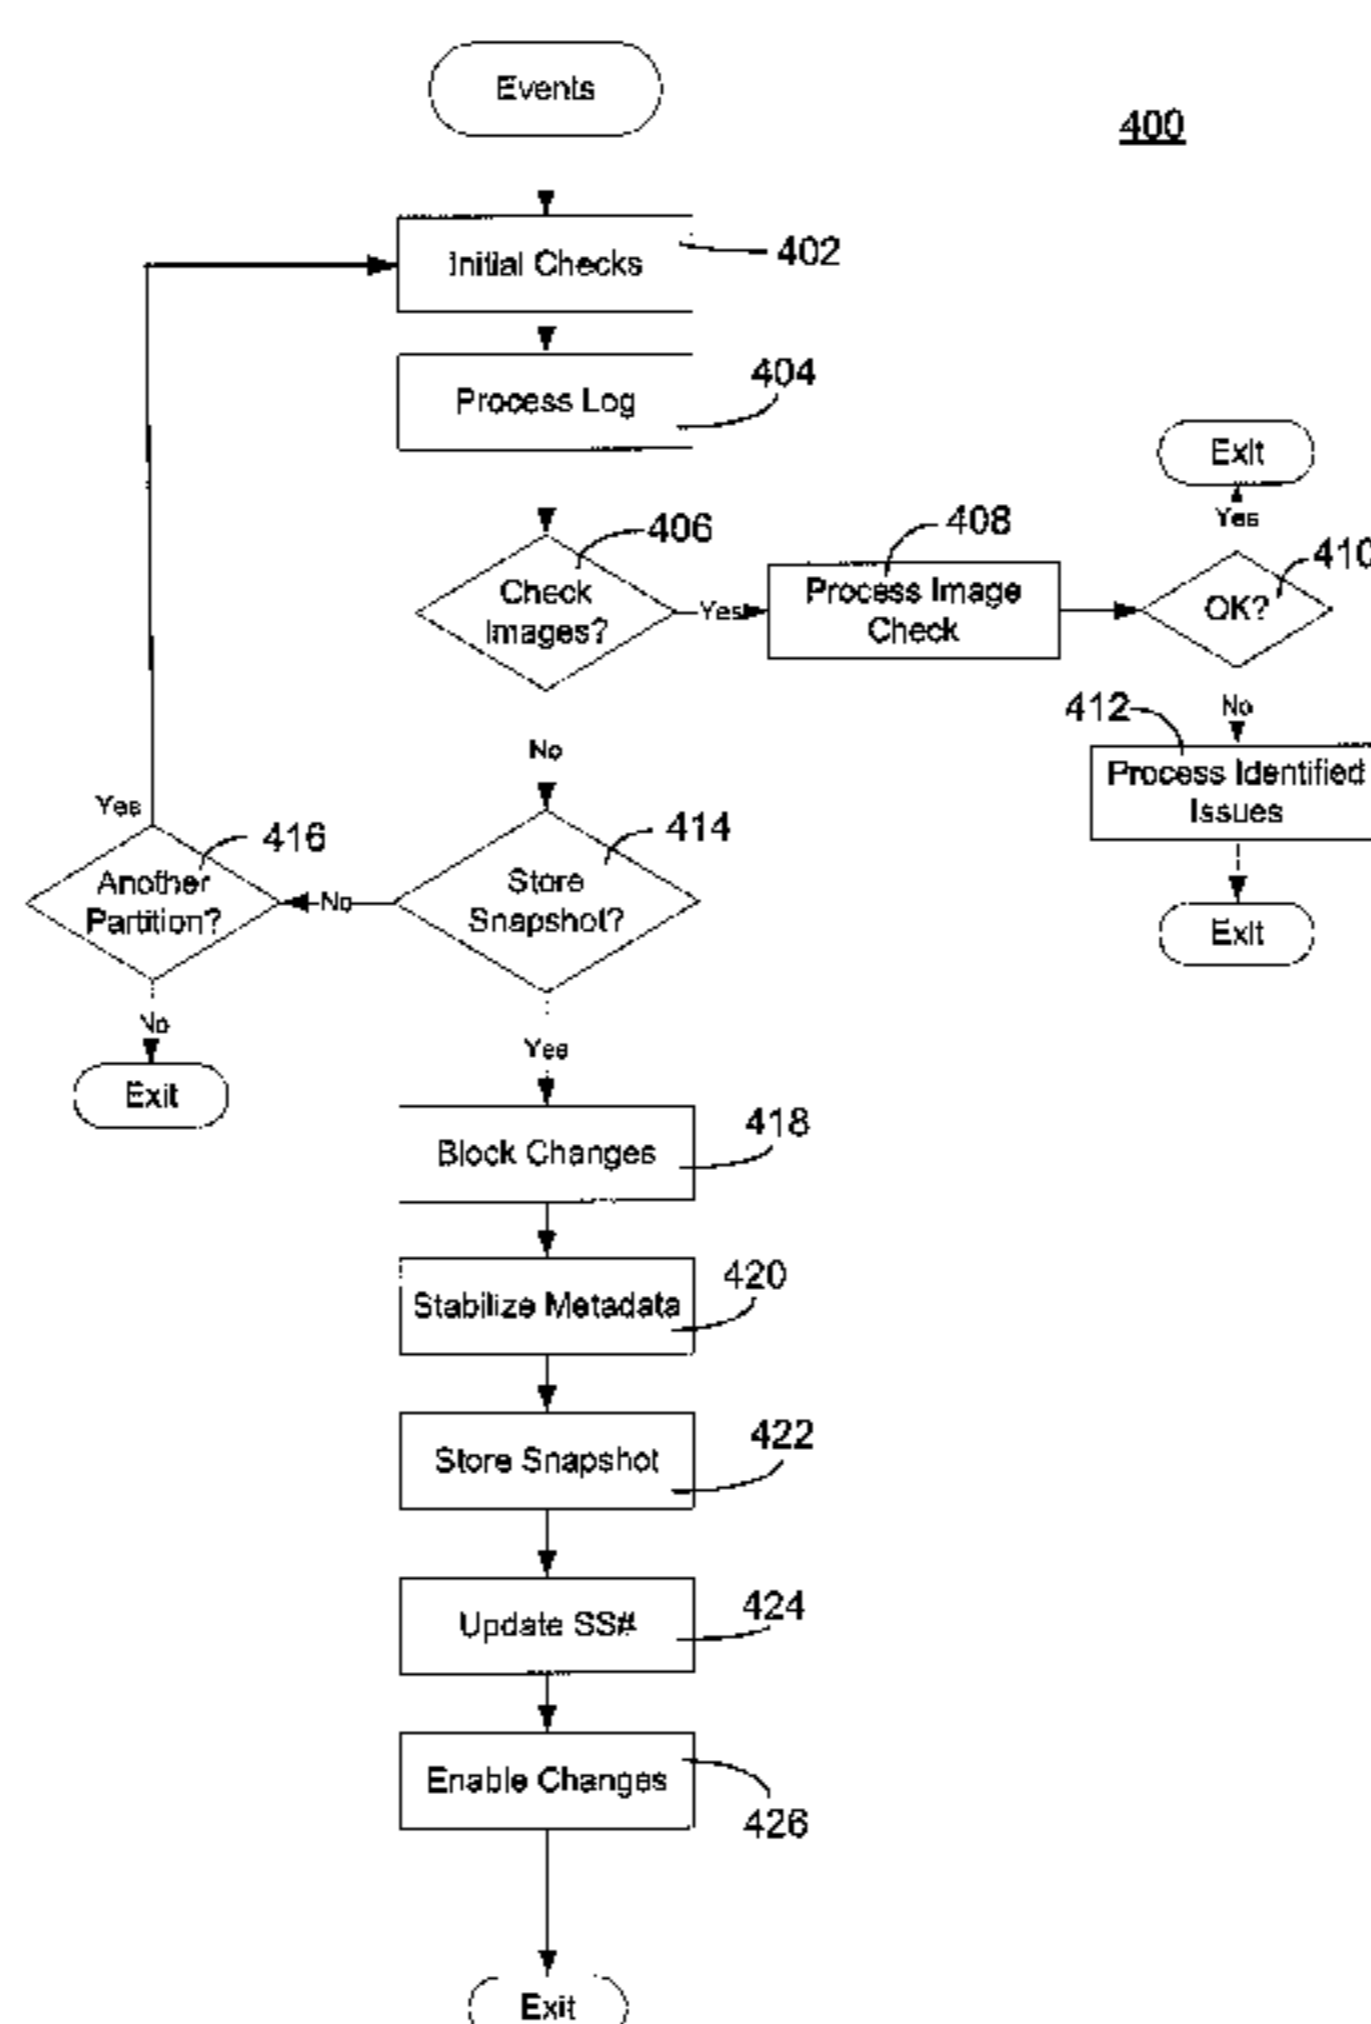 Events
400
Initial Checks
402
Process Log
404
Exit
Yes
406
Check
Images?
Yes
408
Process Image
Check
410
OK?
No
412
Process Identified
Issues
Exit
No
414
Store
Snapshot?
No
Yes
416
Another
Partition?
No
Exit
Yes
Block Changes
418
Stabilize Metadata
420
Store Snapshot
422
Update SS#
424
Enable Changes
426
Exit